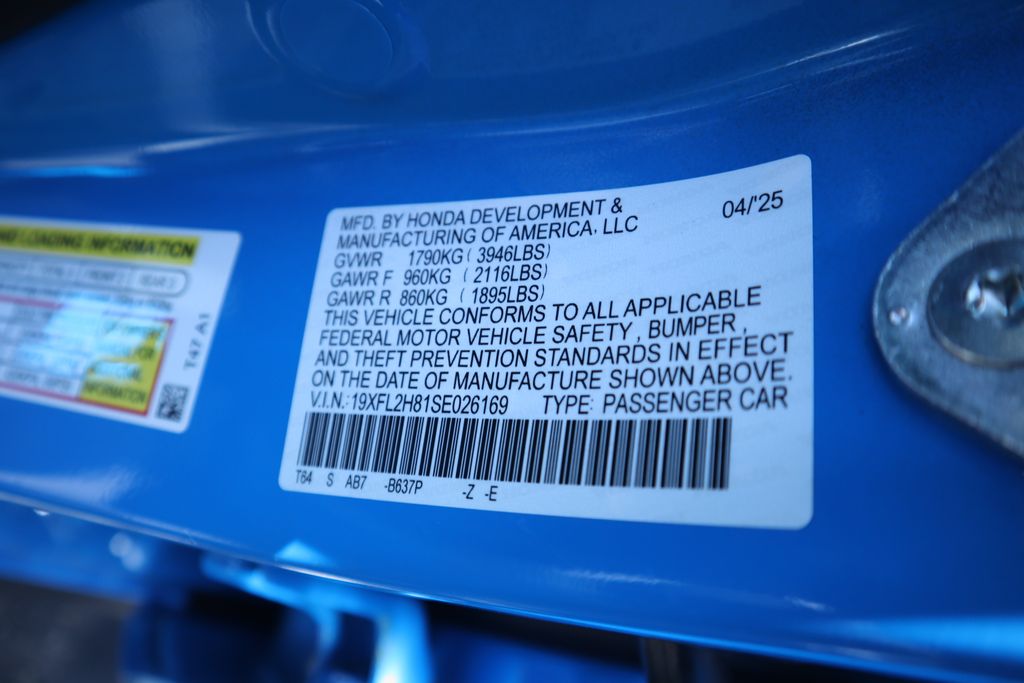 MFD. BY HONDA DEVELOPMENT &
MANUFACTURING OF AMERICA, LLC
04/'25
GVWR 1790KG ( 3946LBS)
GAWR F 960KG ( 2116LBS)
GAWR R 860KG ( 1895LBS)
THIS VEHICLE CONFORMS TO ALL APPLICABLE
FEDERAL MOTOR VEHICLE SAFETY, BUMPER,
AND THEFT PREVENTION STANDARDS IN EFFECT
ON THE DATE OF MANUFACTURE SHOWN ABOVE.
V.I.N.: 19XFL2H81SE026169 TYPE: PASSENGER CAR
T64 S AB7 -B637P -Z -E
LOADING INFORMATION
T47 A1
INFORMATION